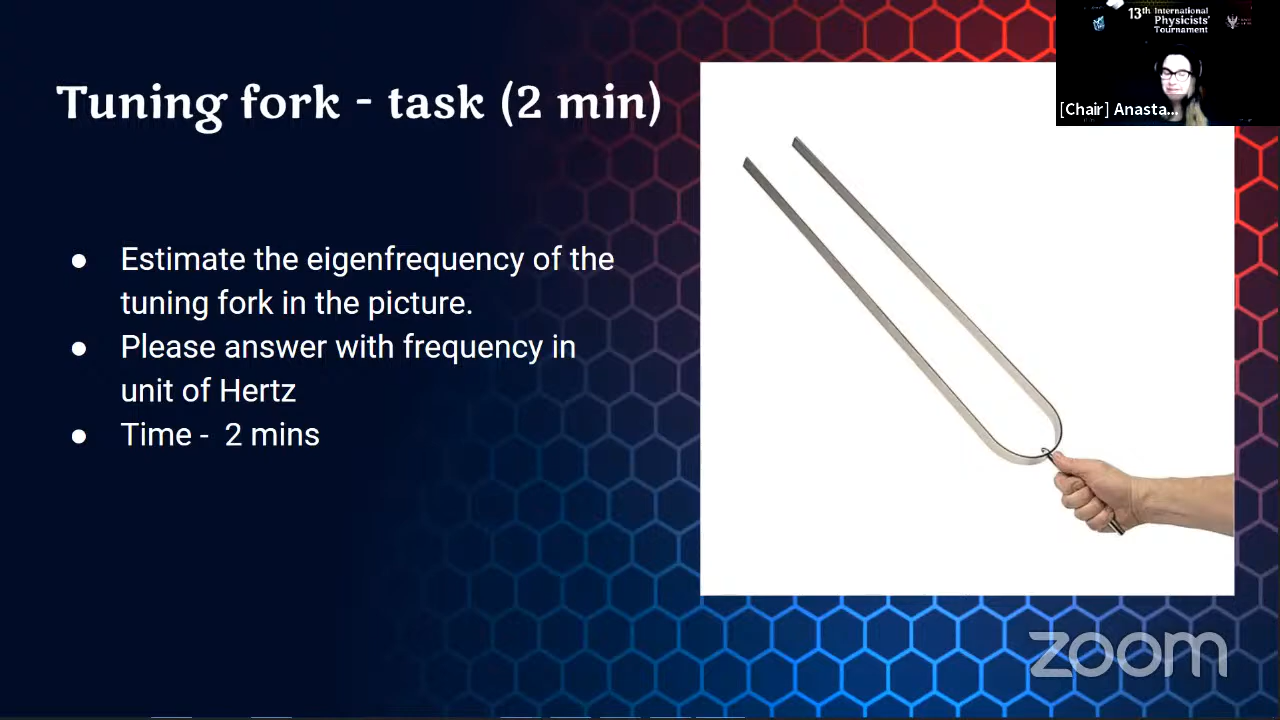 13th International
Physicists'
Tournament
[Chair] Anasta...
Tuning fork - task (2 min)
● Estimate the eigenfrequency of the
tuning fork in the picture.
● Please answer with frequency in
unit of Hertz
● Time - 2 mins
zoom